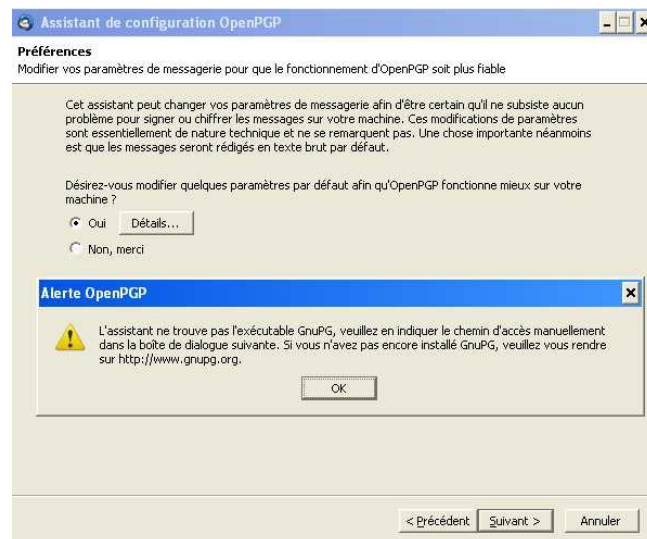 Assistant de configuration OpenPGP
Préférences
Modifier vos paramètres de messagerie pour que le fonctionnement d'OpenPGP soit plus fiable
Cet assistant peut changer vos paramètres de messagerie afin d'être certain qu'il ne subsiste aucun
problème pour signer ou chiffrer les messages sur votre machine. Ces modifications de paramètres
sont essentiellement de nature technique et ne se remarquent pas. Une chose importante néanmoins
est que les messages seront rédigés en texte brut par défaut.
Désirez-vous modifier quelques paramètres par défaut afin qu'OpenPGP fonctionne mieux sur votre
machine ?
Oui Détails...
Non, merci
Alerte OpenPGP
L'assistant ne trouve pas l'exécutable GnuPG, veuillez en indiquer le chemin d'accès manuellement
dans la boîte de dialogue suivante. Si vous n'avez pas encore installé GnuPG, veuillez vous rendre
sur http://www.gnupg.org.
OK
< Précédent Suivant > Annuler